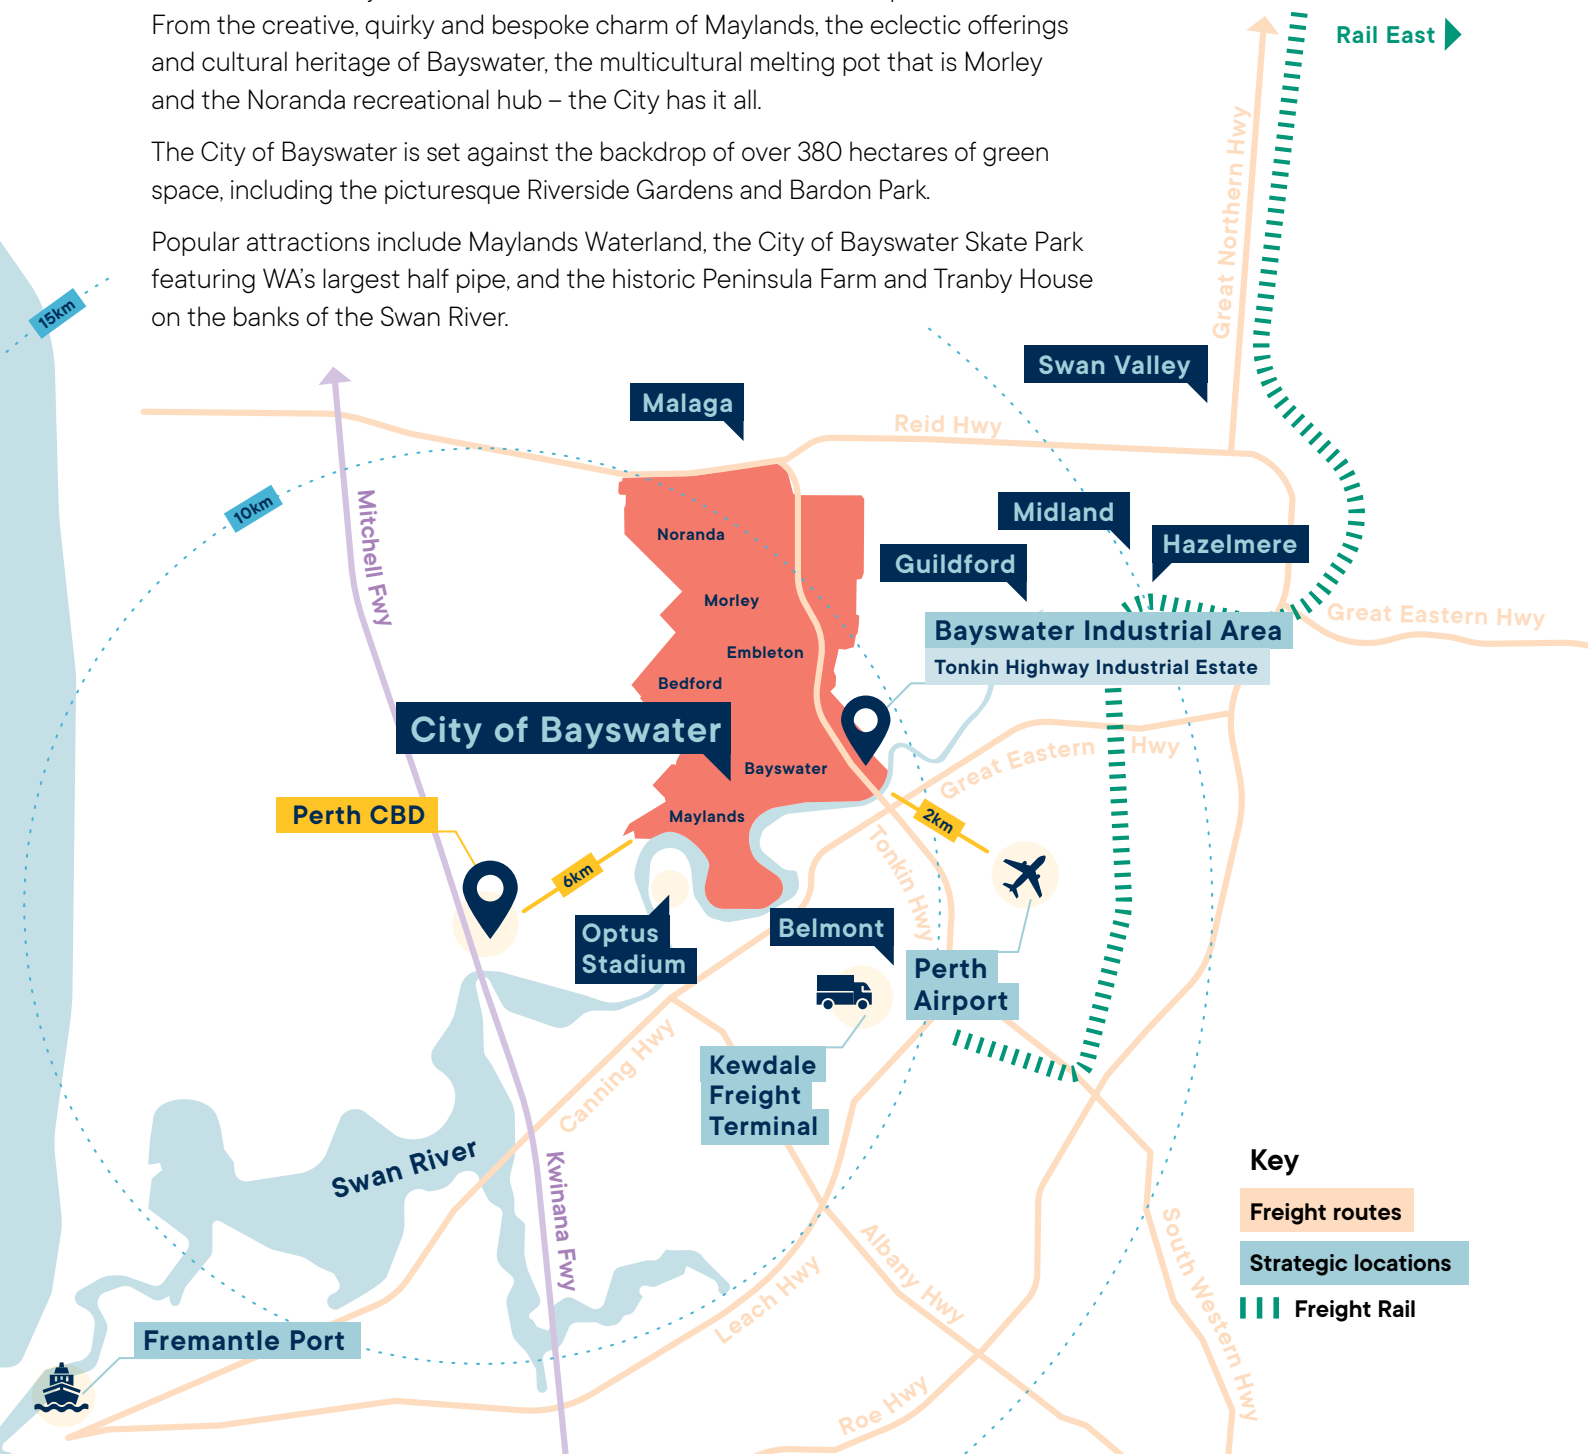 From the creative, quirky and bespoke charm of Maylands, the eclectic offerings
and cultural heritage of Bayswater, the multicultural melting pot that is Morley
and the Noranda recreational hub – the City has it all.
The City of Bayswater is set against the backdrop of over 380 hectares of green
space, including the picturesque Riverside Gardens and Bardon Park.
Popular attractions include Maylands Waterland, the City of Bayswater Skate Park
featuring WA's largest half pipe, and the historic Peninsula Farm and Tranby House
on the banks of the Swan River.
Rail East
Great Northern Hwy
15km
Swan Valley
Malaga
Reid Hwy
10km
Mitchell Fwy
Noranda
Midland
Hazelmere
Guildford
Morley
Great Eastern Hwy
Bayswater Industrial Area
Tonkin Highway Industrial Estate
Embleton
Bedford
City of Bayswater
Great Eastern Hwy
Bayswater
Perth CBD
Maylands
2km
Tonkin Hwy
6km
Optus
Stadium
Belmont
Perth
Airport
Kewdale
Freight
Terminal
Canning Hwy
Swan River
Kwinana Fwy
Albany Hwy
Leach Hwy
South Western Hwy
Roe Hwy
Fremantle Port
Key
Freight routes
Strategic locations
Freight Rail